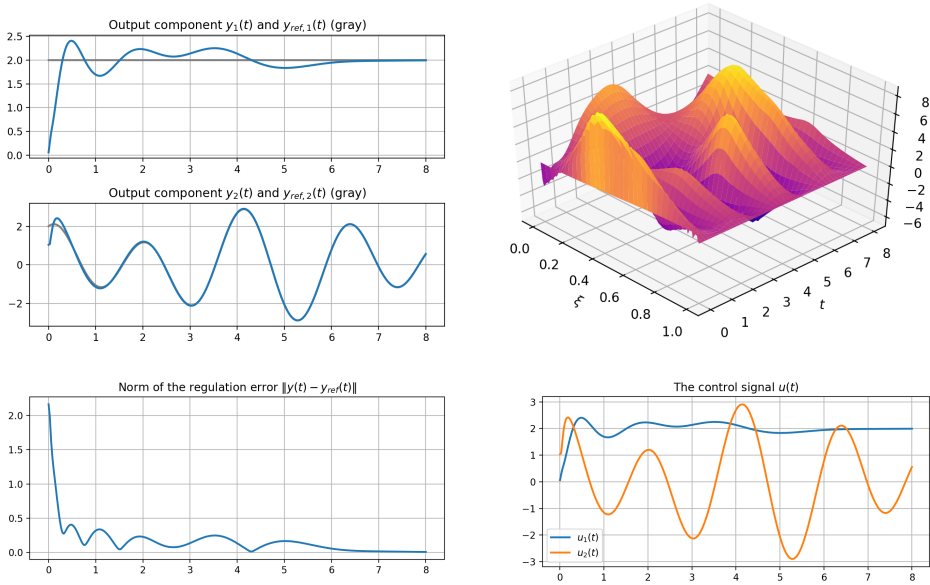 Output component y₁(t) and y_ref,1(t) (gray)
2.5
2.0
1.5
1.0
0.5
0.0
0 1 2 3 4 5 6 7 8
Output component y₂(t) and y_ref,2(t) (gray)
2
0
−2
0 1 2 3 4 5 6 7 8
8
6
4
2
0
−2
−4
−6
0.0 0.2 0.4 0.6 0.8 1.0
ξ
0 1 2 3 4 5 6 7 8
t
Norm of the regulation error ‖y(t) − y_ref(t)‖
2.0
1.5
1.0
0.5
0.0
0 1 2 3 4 5 6 7 8
The control signal u(t)
3
2
1
0
−1
−2
−3
u₁(t)
u₂(t)
0 1 2 3 4 5 6 7 8